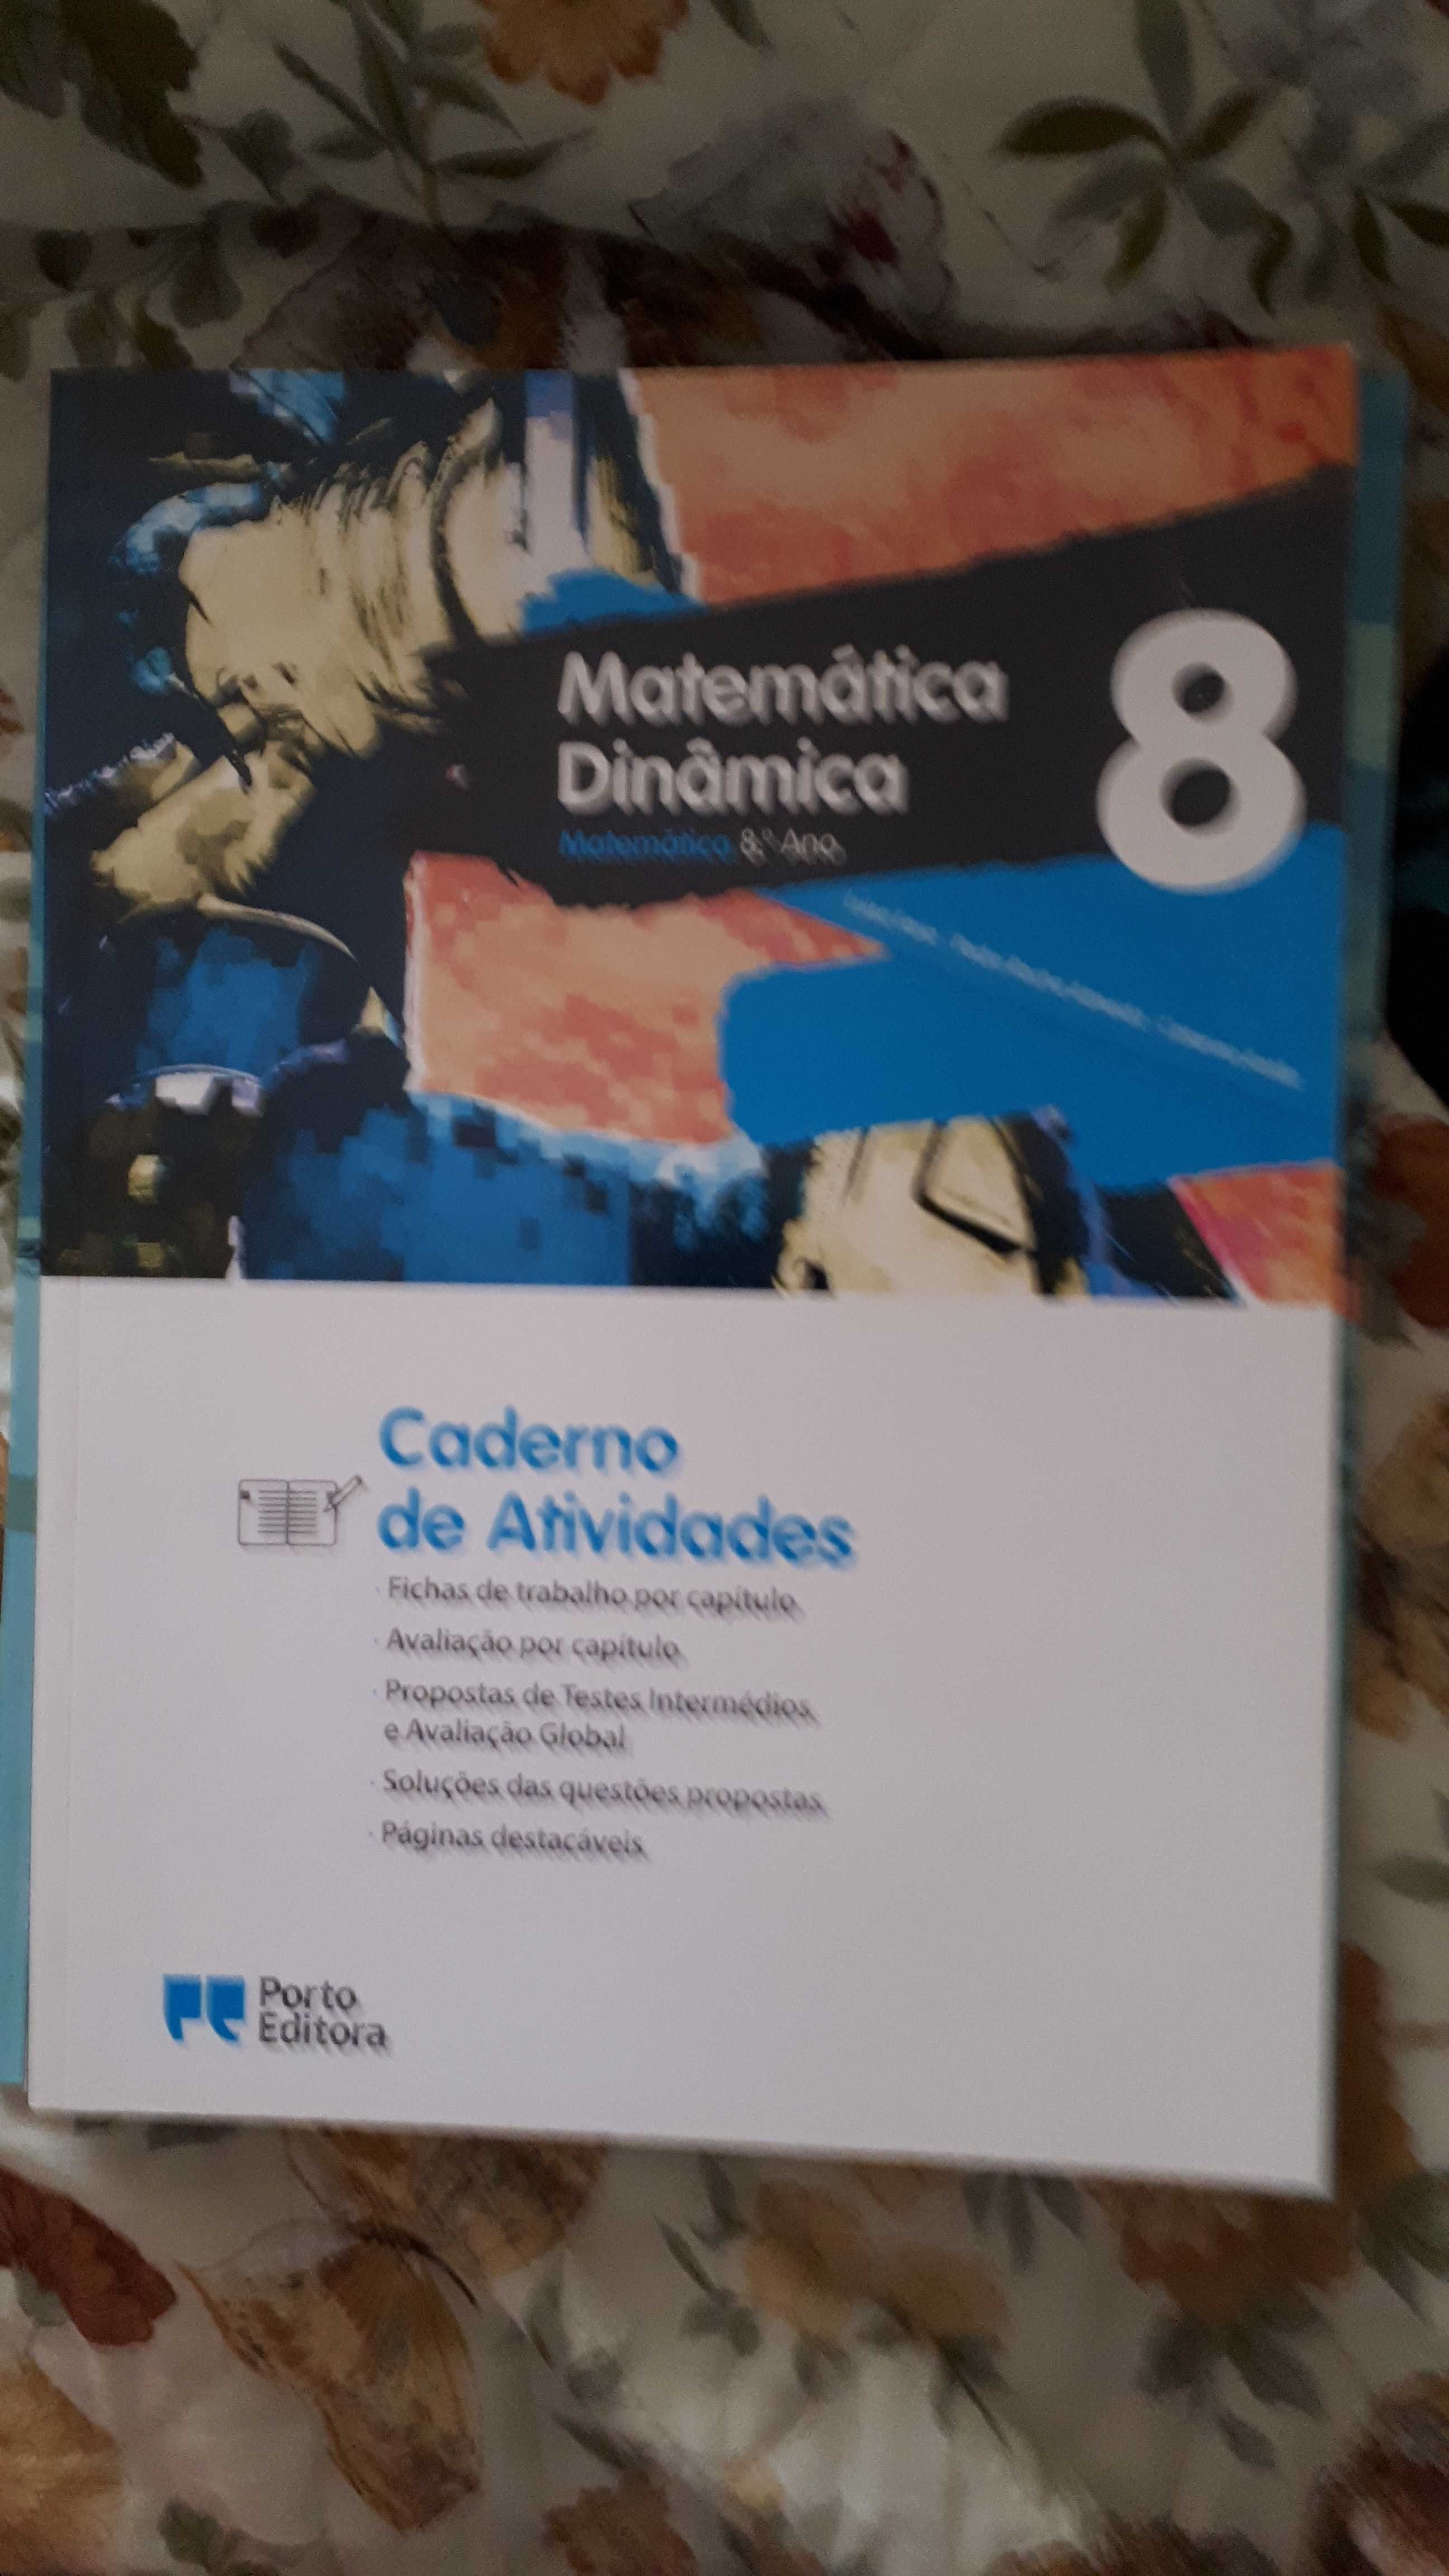 Matemática
Dinâmica
8
Matemática 8.º Ano
Caderno
de Atividades
· Fichas de trabalho por capítulo
· Avaliação por capítulo
· Propostas de Testes Intermédios
e Avaliação Global
· Soluções das questões propostas
· Páginas destacáveis
Porto
Editora